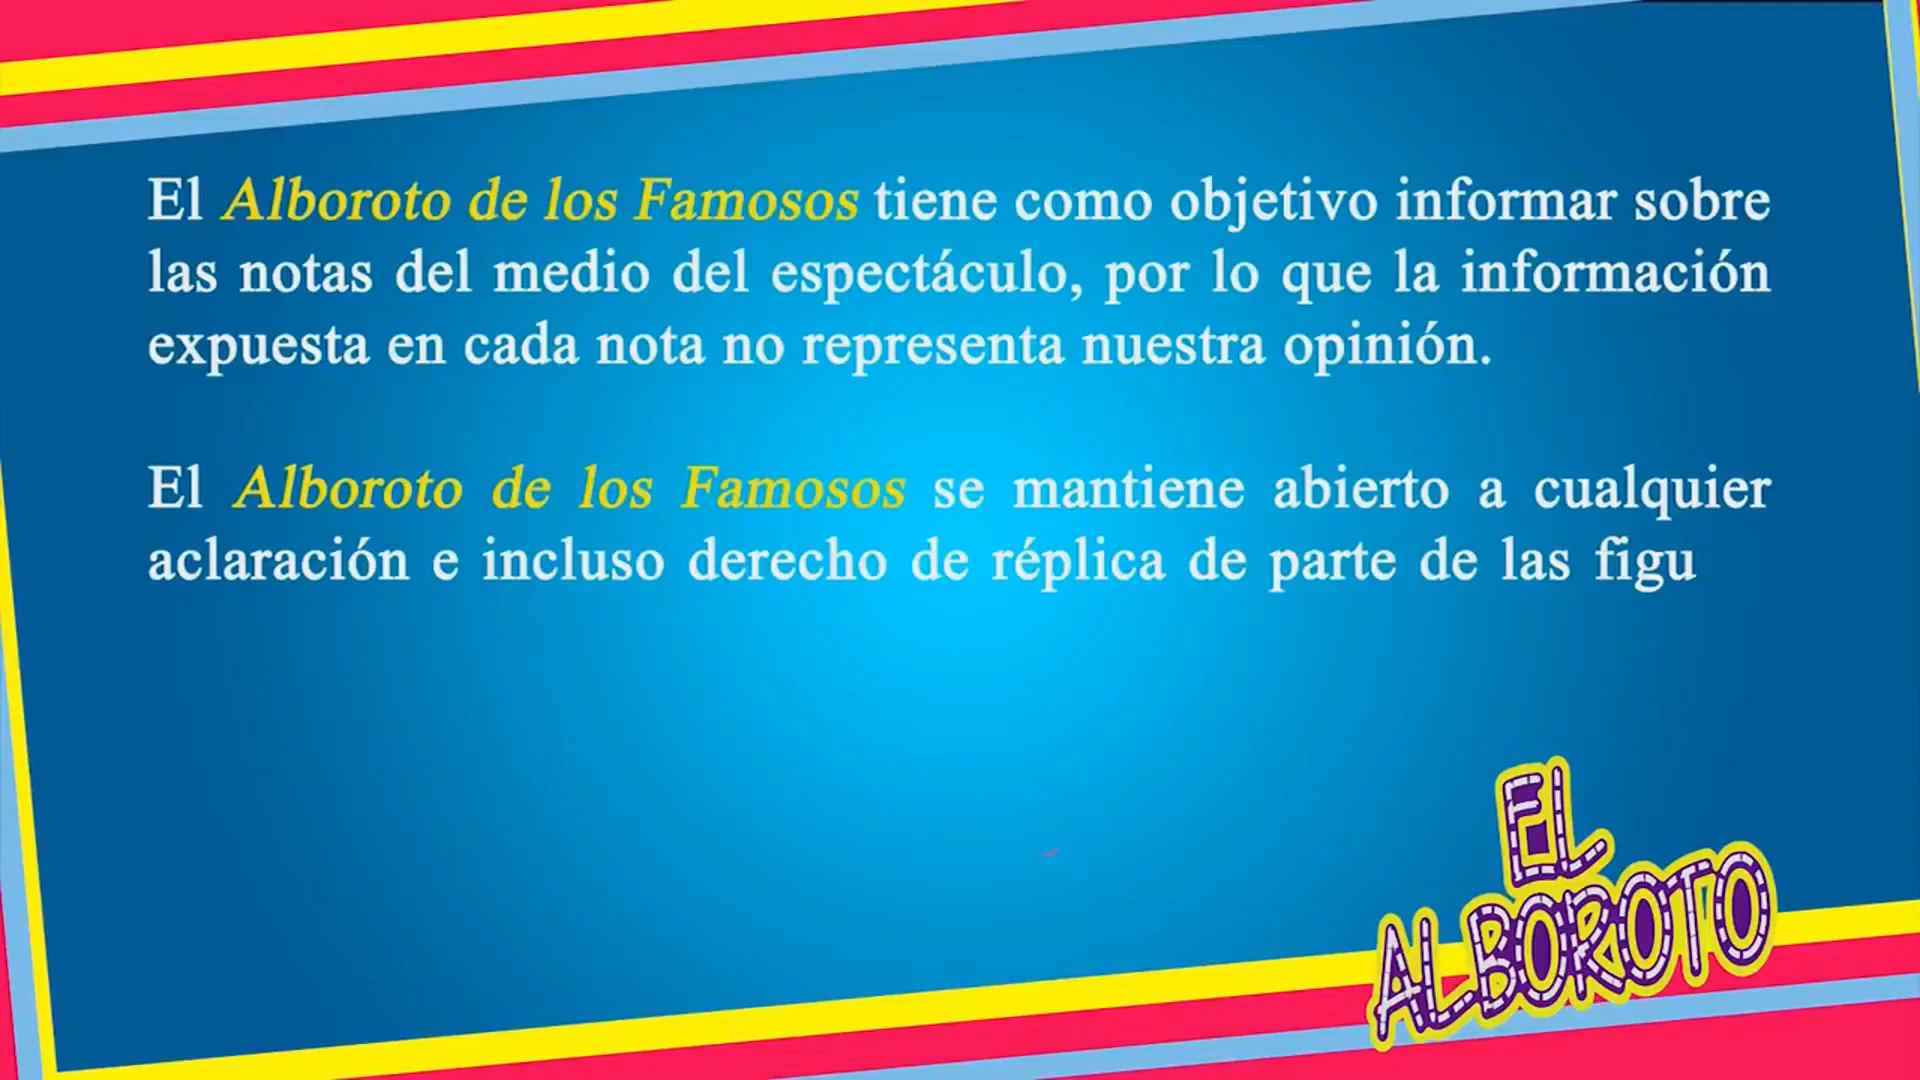 El Alboroto de los Famosos tiene como objetivo informar sobre
las notas del medio del espectáculo, por lo que la información
expuesta en cada nota no representa nuestra opinión.
El Alboroto de los Famosos se mantiene abierto a cualquier
aclaración e incluso derecho de réplica de parte de las figu
EL
ALBOROTO